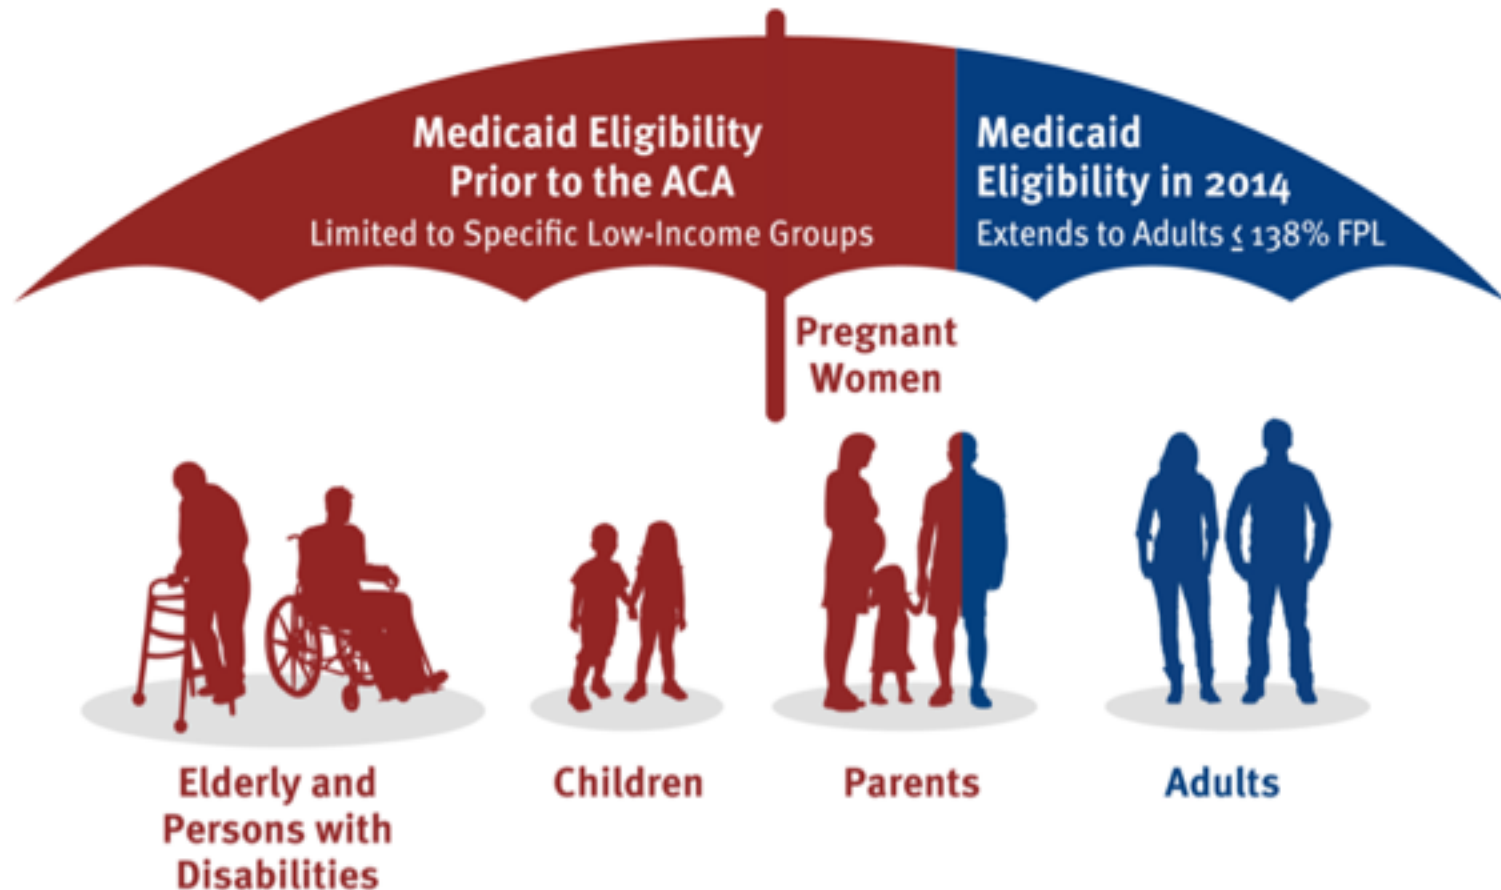 Medicaid Eligibility
Prior to the ACA
Limited to Specific Low-Income Groups
Medicaid
Eligibility in 2014
Extends to Adults ≤ 138% FPL
Pregnant
Women
Elderly and
Persons with
Disabilities
Children
Parents
Adults